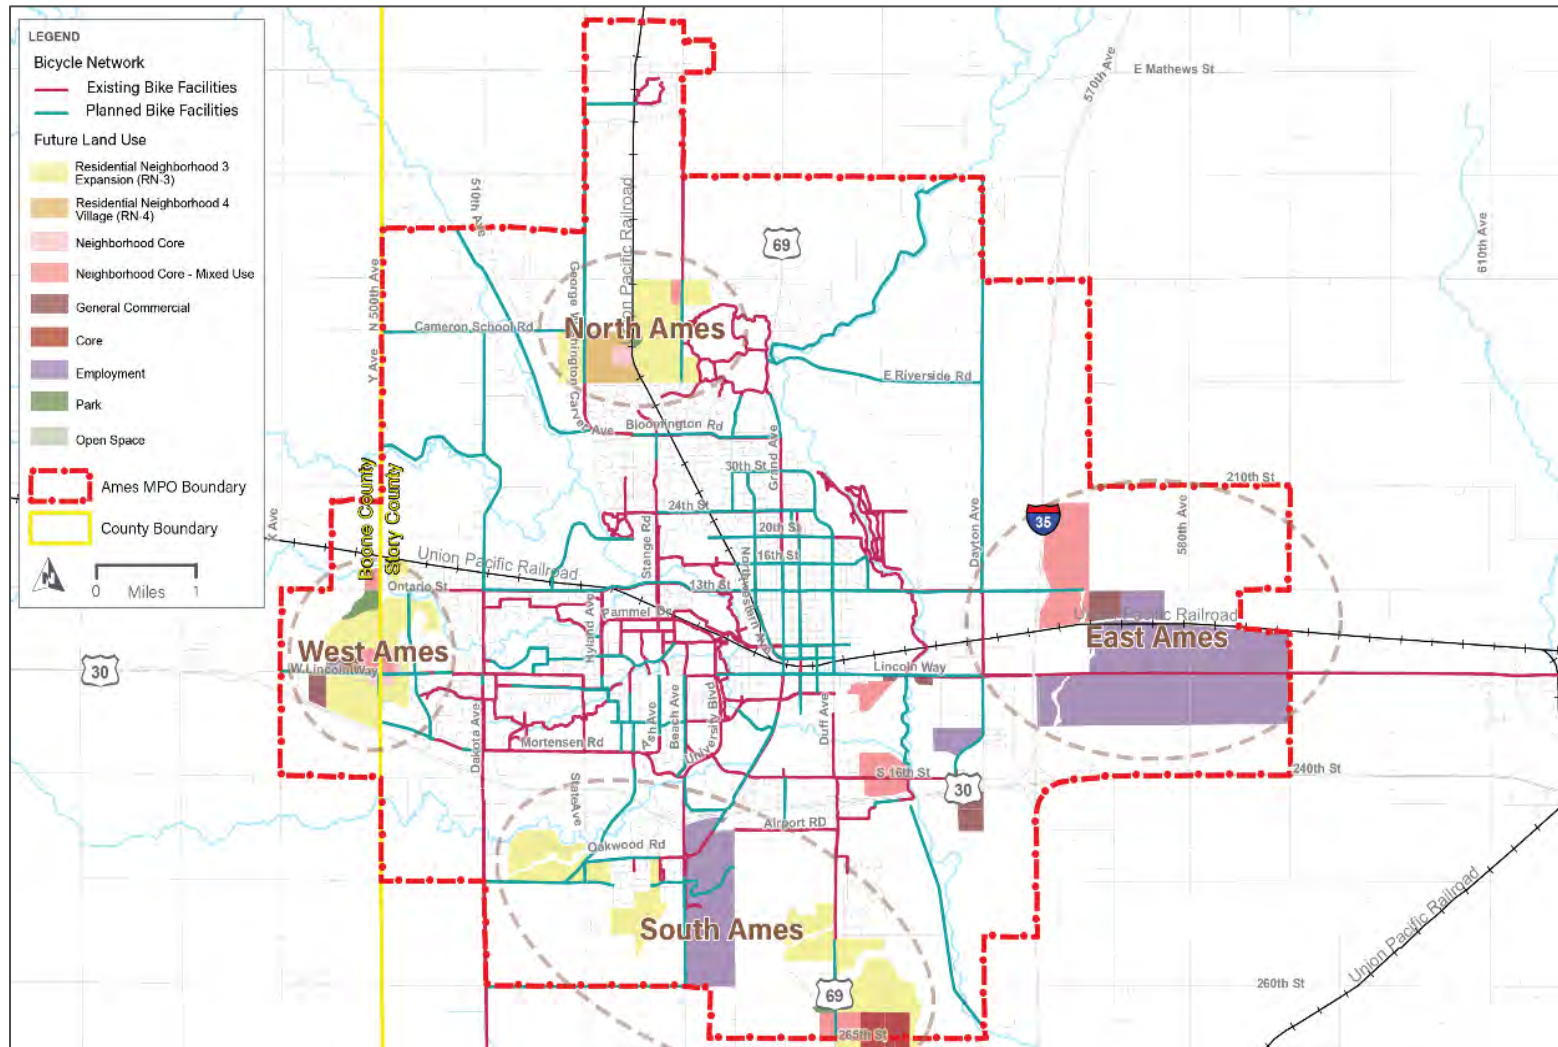 LEGEND
Bicycle Network
Existing Bike Facilities
Planned Bike Facilities
Future Land Use
Residential Neighborhood 3
Expansion (RN-3)
Residential Neighborhood 4
Village (RN-4)
Neighborhood Core
Neighborhood Core - Mixed Use
General Commercial
Core
Employment
Park
Open Space
Ames MPO Boundary
County Boundary
N
0 Miles 1
E Mathews St
570th Ave
510th Ave
Union Pacific Railroad
69
610th Ave
N 500th Ave
Y Ave
George Washington Carver Ave
Cameron School Rd
North Ames
E Riverside Rd
Bloomington Rd
Grand Ave
30th St
24th St
20th St
16th St
13th St
Stange Rd
Northwestern Ave
Dayton Ave
35
580th Ave
210th St
X Ave
Boone County
Story County
Union Pacific Railroad
Ontario St
Pammel Dr
Hyland Ave
Union Pacific Railroad
East Ames
West Ames
30
W Lincoln Way
Lincoln Way
Dakota Ave
Mortensen Rd
Ash Ave
Beach Ave
University Blvd
Duff Ave
S 16th St
30
240th St
State Ave
Airport RD
Oakwood Rd
South Ames
69
265th St
260th St
Union Pacific Railroad